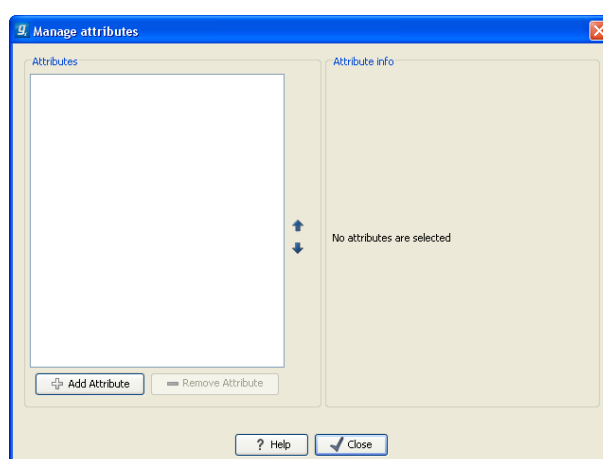 Manage attributes
Attributes
Attribute info
No attributes are selected
Add Attribute
Remove Attribute
? Help
Close